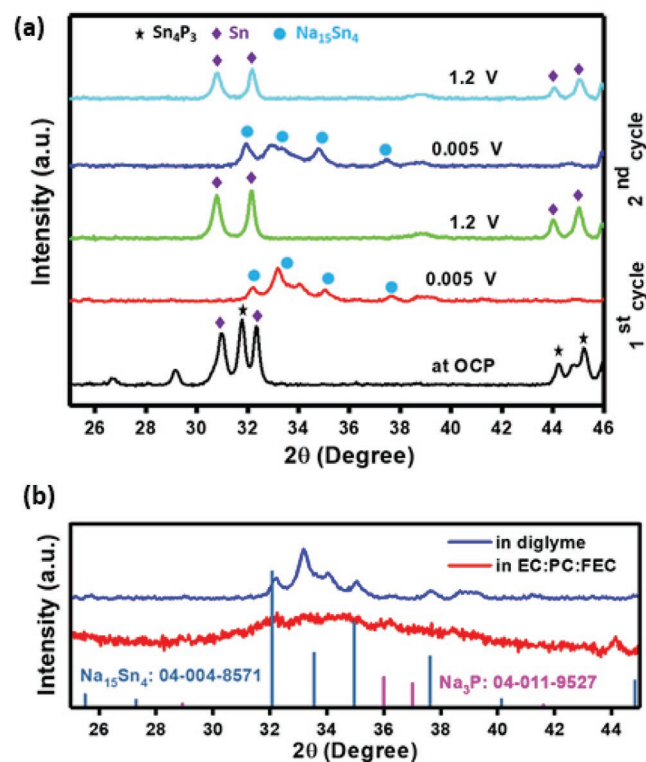 (a)
★ Sn₄P₃ ◆ Sn ● Na₁₅Sn₄
1.2 V
0.005 V
1.2 V
0.005 V
at OCP
Intensity (a.u.)
2nd cycle
1st cycle
26 28 30 32 34 36 38 40 42 44 46
2θ (Degree)
(b)
in diglyme
in EC:PC:FEC
Na₁₅Sn₄: 04-004-8571
Na₃P: 04-011-9527
Intensity (a.u.)
26 28 30 32 34 36 38 40 42 44
2θ (Degree)